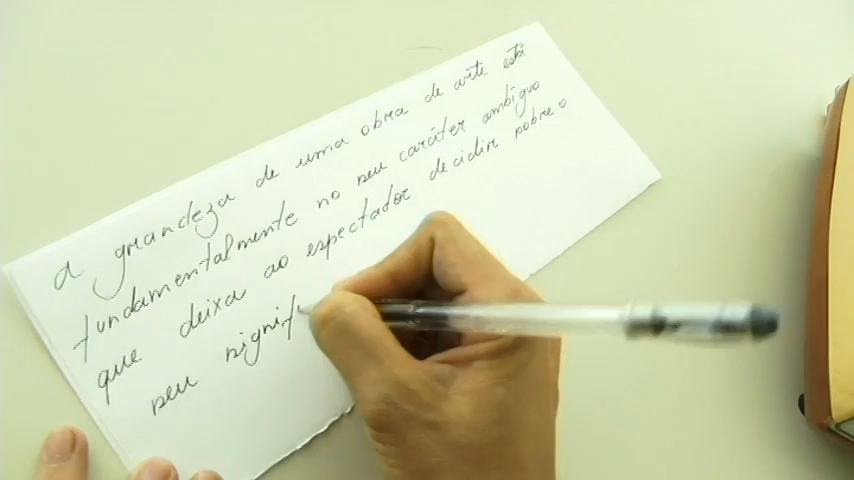 a grandeza de uma obra de arte está
fundamentalmente no seu caráter ambíguo
que deixa ao espectador decidir sobre o
seu signif